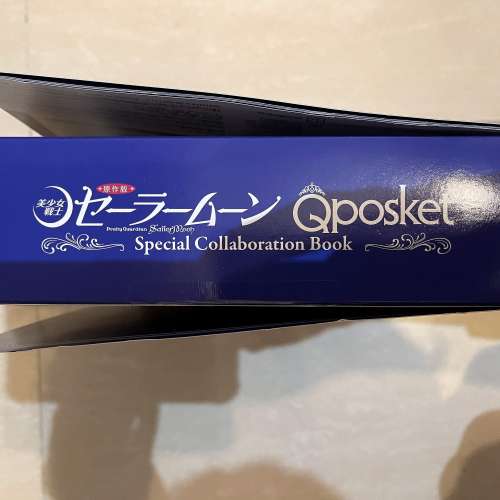 原作版
美少女戦士 セーラームーン Qposket
Pretty Guardian Sailor Moon
Special Collaboration Book